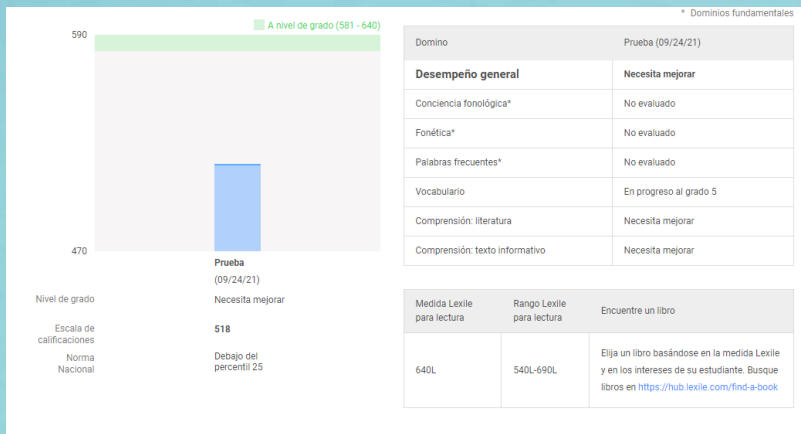 * Dominios fundamentales
A nivel de grado (581 - 640)
590
470
Prueba
(09/24/21)
Nivel de grado
Necesita mejorar
Escala de
calificaciones
518
Norma
Nacional
Debajo del
percentil 25
Domino
Prueba (09/24/21)
Desempeño general
Necesita mejorar
Conciencia fonológica*
No evaluado
Fonética*
No evaluado
Palabras frecuentes*
No evaluado
Vocabulario
En progreso al grado 5
Comprensión: literatura
Necesita mejorar
Comprensión: texto informativo
Necesita mejorar
Medida Lexile
para lectura
Rango Lexile
para lectura
Encuentre un libro
640L
540L-690L
Elija un libro basándose en la medida Lexile
y en los intereses de su estudiante. Busque
libros en https://hub.lexile.com/find-a-book